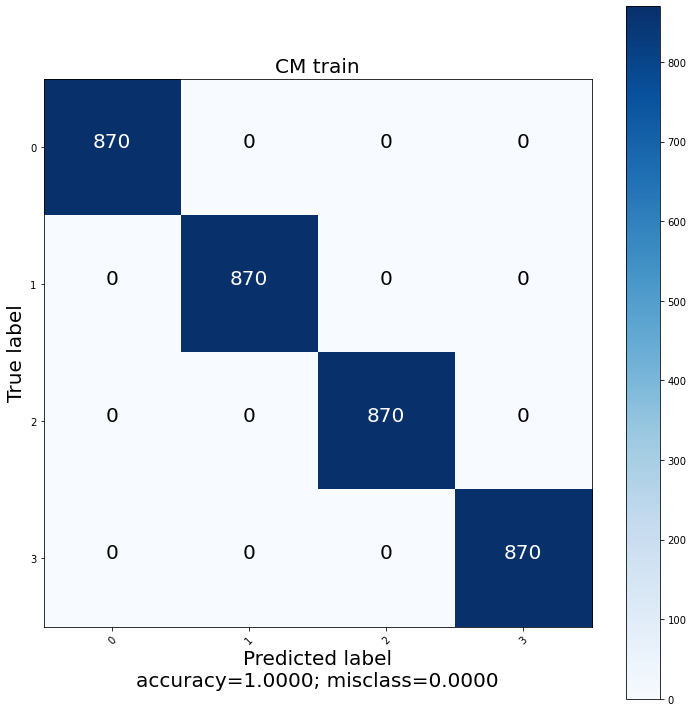 CM train
870 0 0 0
0 870 0 0
0 0 870 0
0 0 0 870
0
1
2
3
True label
0 1 2 3
Predicted label
accuracy=1.0000; misclass=0.0000
800
700
600
500
400
300
200
100
0